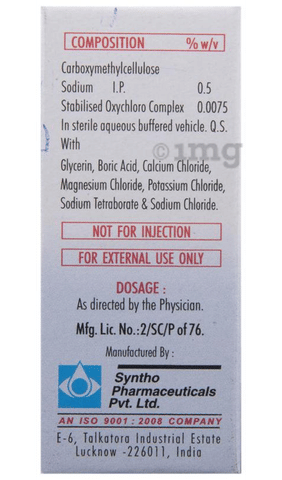 COMPOSITION % w/v
Carboxymethylcellulose
Sodium I.P. 0.5
Stabilised Oxychloro Complex 0.0075
In sterile aqueous buffered vehicle. Q.S.
With
Glycerin, Boric Acid, Calcium Chloride,
Magnesium Chloride, Potassium Chloride,
Sodium Tetraborate & Sodium Chloride.
© 1mg
NOT FOR INJECTION
FOR EXTERNAL USE ONLY
DOSAGE :
As directed by the Physician.
Mfg. Lic. No.:2/SC/P of 76.
Manufactured By :
Syntho
Pharmaceuticals
Pvt. Ltd.
AN ISO 9001 : 2008 COMPANY
E-6, Talkatora Industrial Estate
Lucknow -226011, India